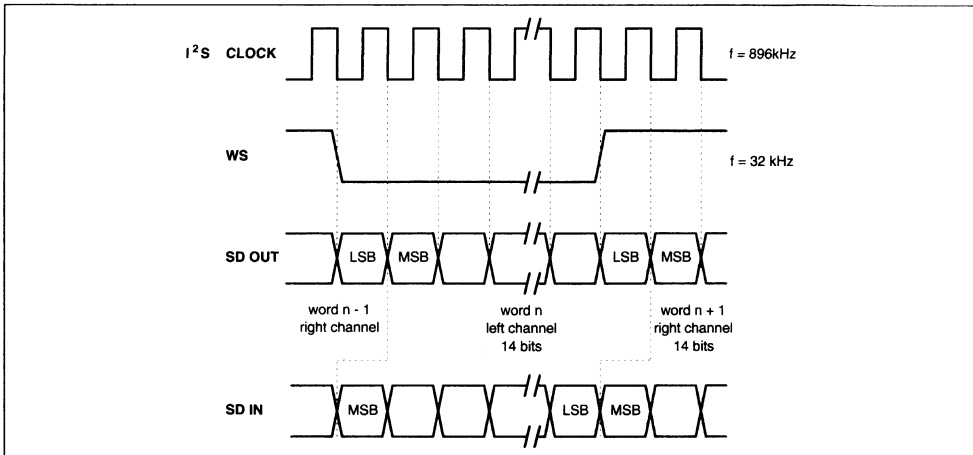 I²S CLOCK
f = 896kHz
WS
f = 32 kHz
SD OUT
LSB
MSB
LSB
MSB
word n - 1
right channel
word n
left channel
14 bits
word n + 1
right channel
14 bits
SD IN
MSB
LSB
MSB